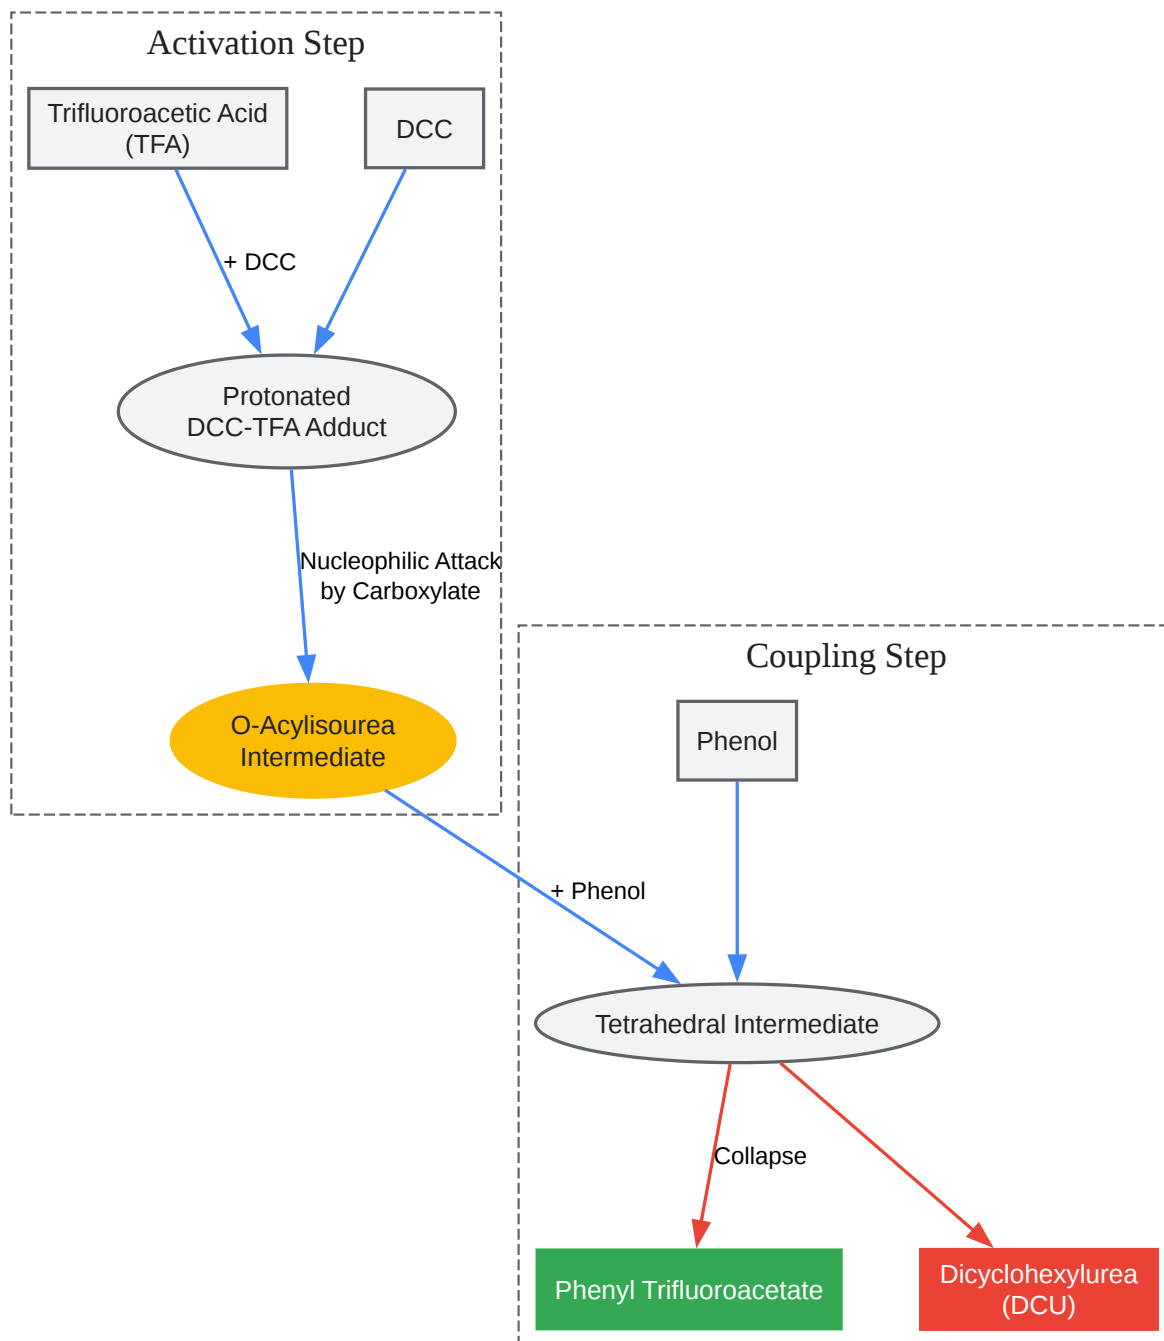 Activation Step
Trifluoroacetic Acid
(TFA)
DCC
+ DCC
Protonated
DCC-TFA Adduct
Nucleophilic Attack
by Carboxylate
O-Acylisourea
Intermediate
Coupling Step
Phenol
+ Phenol
Tetrahedral Intermediate
Collapse
Phenyl Trifluoroacetate
Dicyclohexylurea
(DCU)